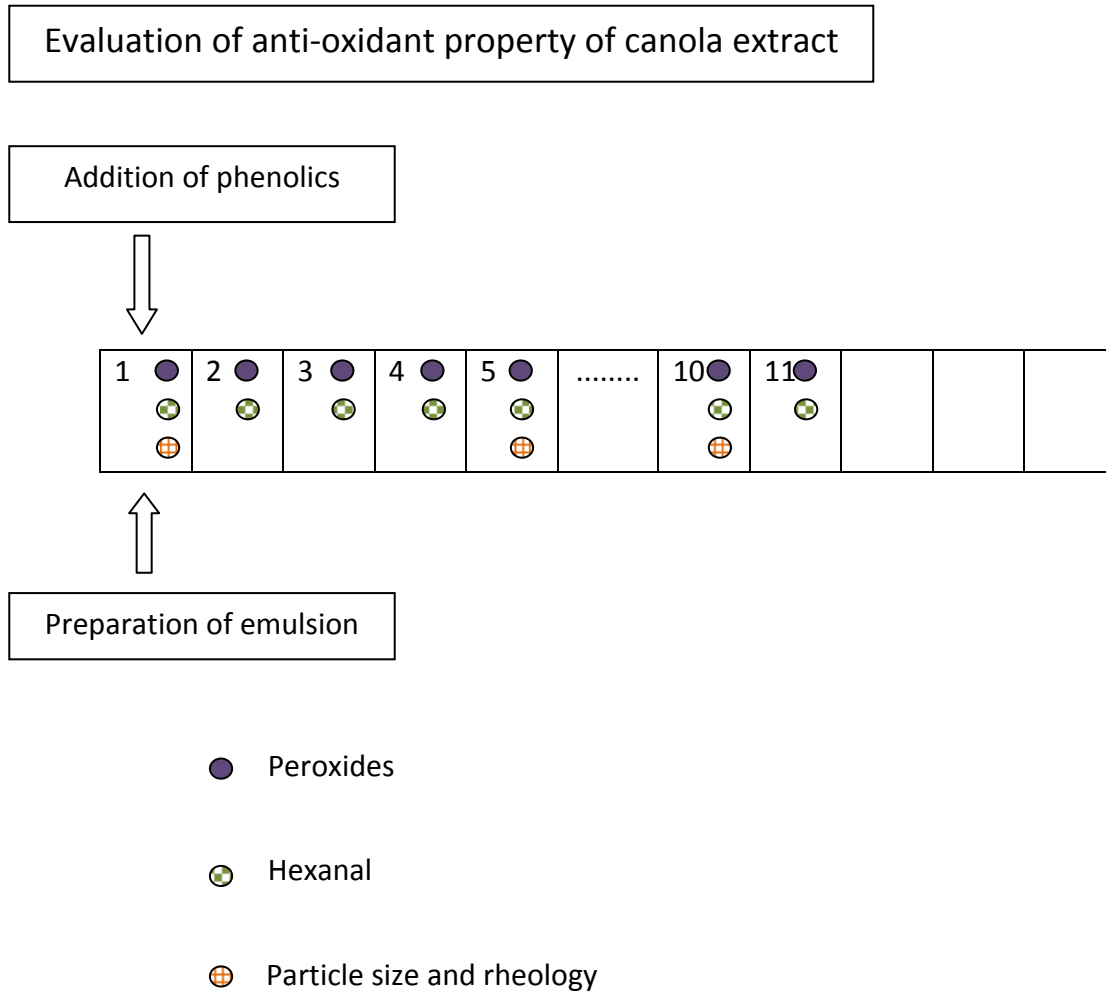 Evaluation of anti-oxidant property of canola extract
Addition of phenolics
1 2 3 4 5 ........ 10 11
Preparation of emulsion
Peroxides
Hexanal
Particle size and rheology